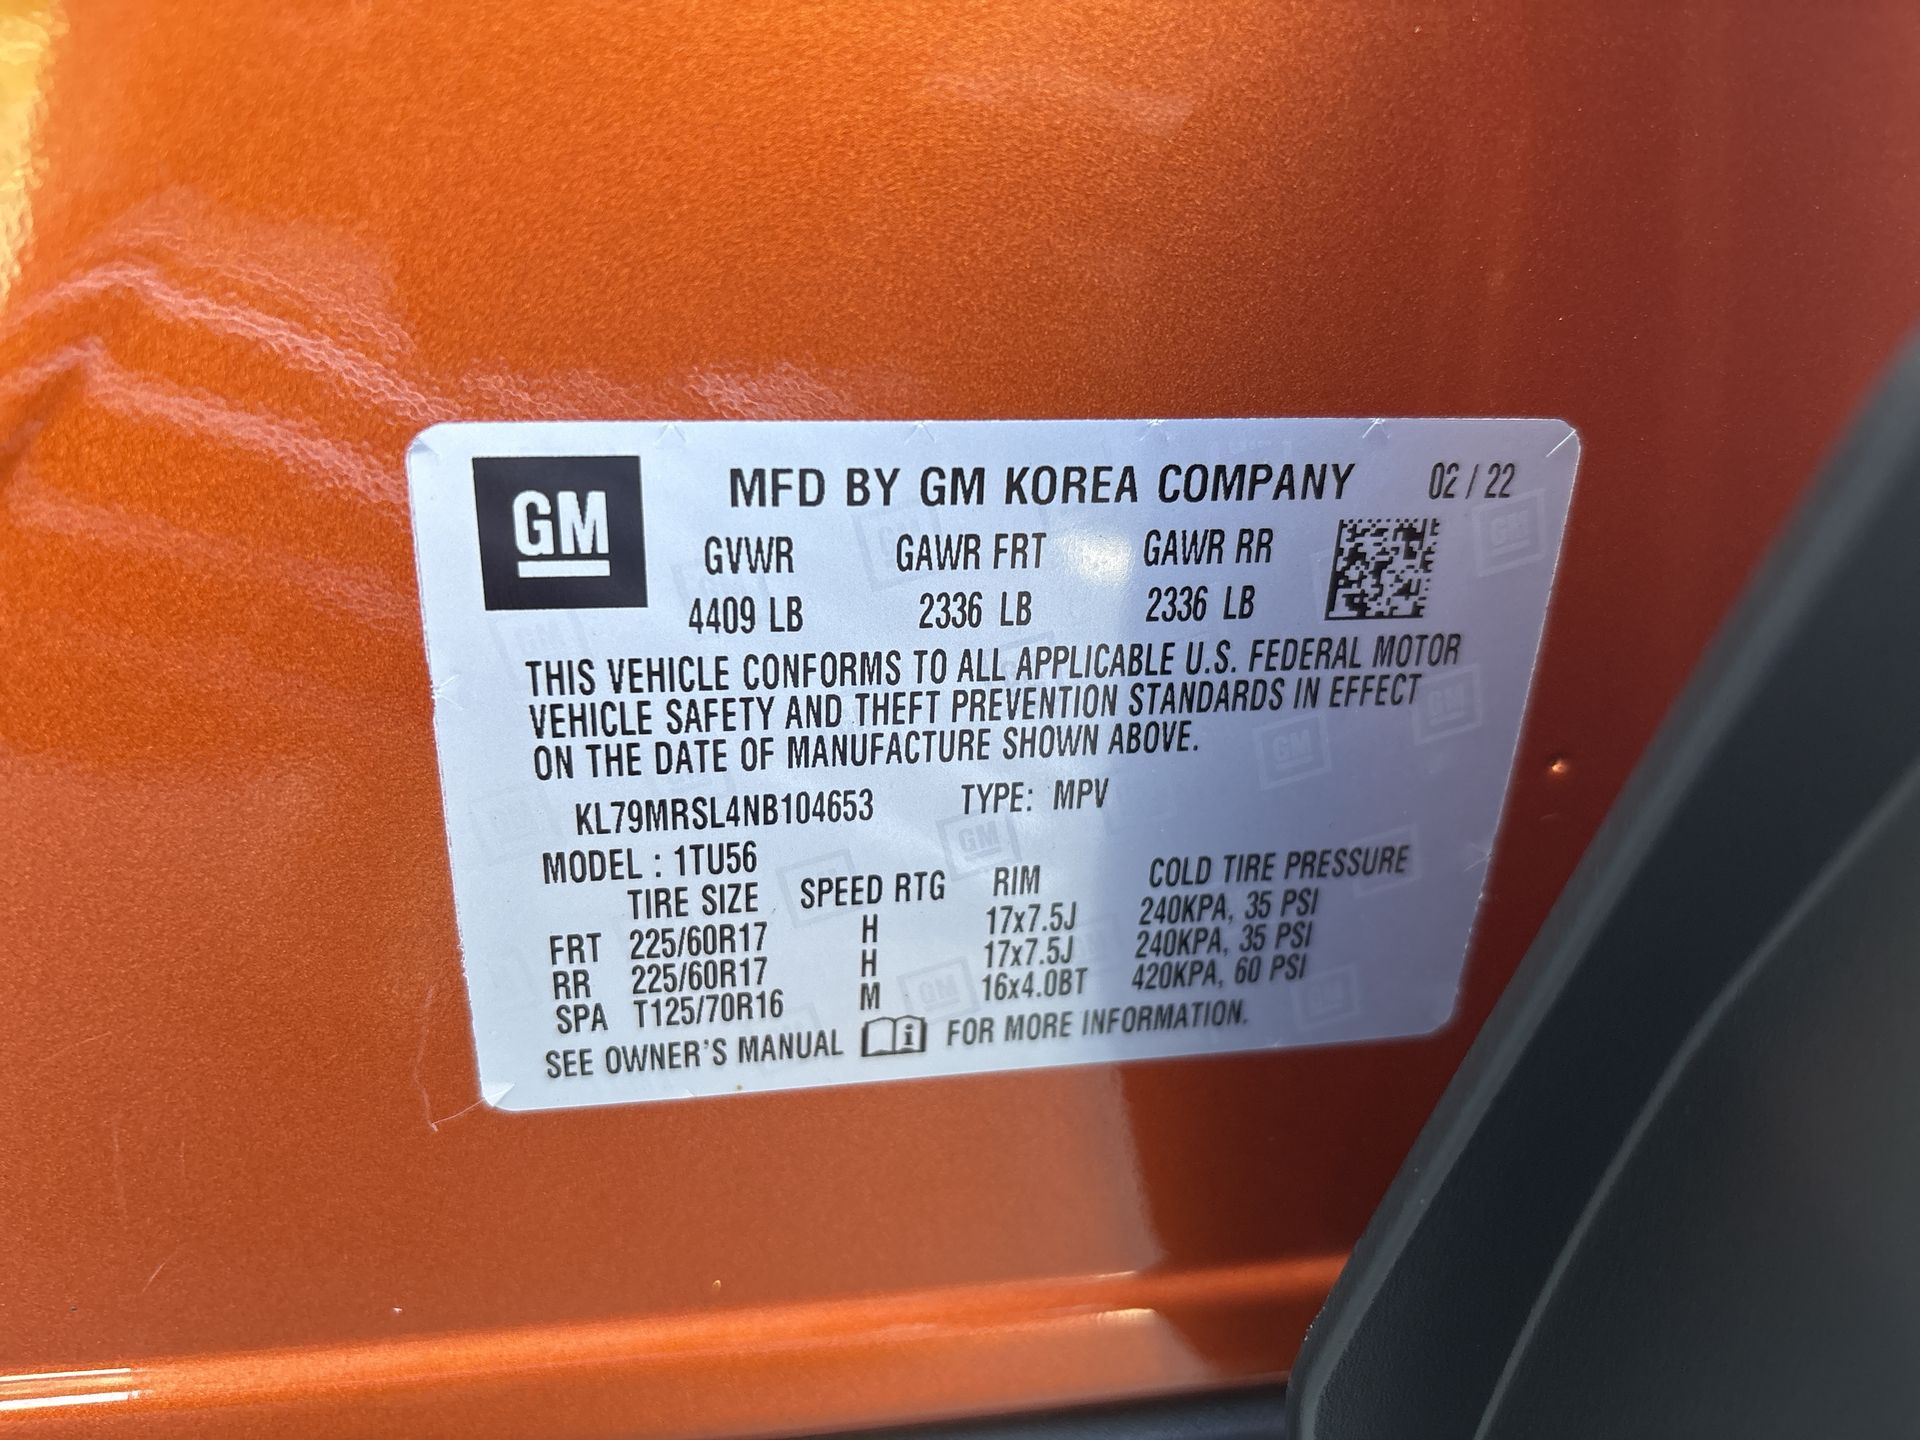 GM
MFD BY GM KOREA COMPANY 02 / 22
GVWR GAWR FRT GAWR RR
4409 LB 2336 LB 2336 LB
THIS VEHICLE CONFORMS TO ALL APPLICABLE U.S. FEDERAL MOTOR
VEHICLE SAFETY AND THEFT PREVENTION STANDARDS IN EFFECT
ON THE DATE OF MANUFACTURE SHOWN ABOVE.
KL79MRSL4NB104653 TYPE: MPV
MODEL : 1TU56
TIRE SIZE SPEED RTG RIM COLD TIRE PRESSURE
FRT 225/60R17 H 17x7.5J 240KPA, 35 PSI
RR 225/60R17 H 17x7.5J 240KPA, 35 PSI
SPA T125/70R16 M 16x4.0BT 420KPA, 60 PSI
SEE OWNER'S MANUAL i FOR MORE INFORMATION.